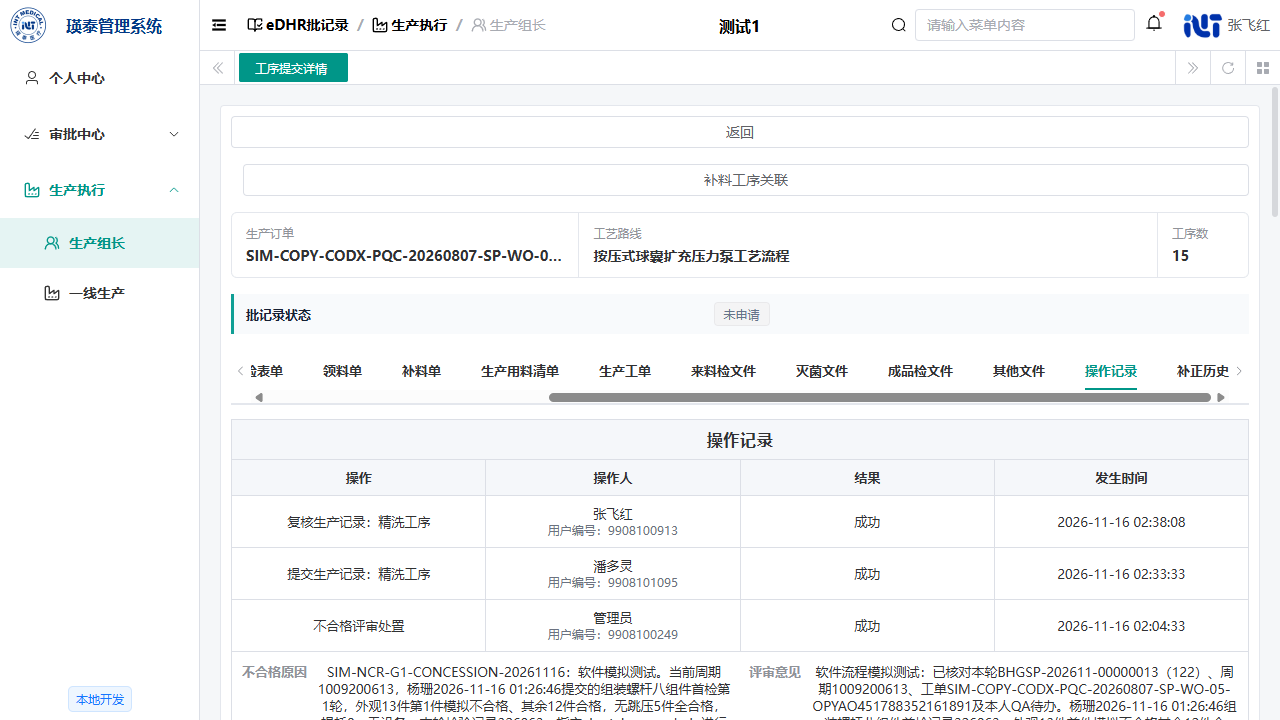 瑛泰管理系统
eDHR批记录 / 生产执行 / 生产组长
测试1
请输入菜单内容
张飞红
个人中心
审批中心
生产执行
生产组长
一线生产
本地开发
工序提交详情
返回
补料工序关联
生产订单
SIM-COPY-CODX-PQC-20260807-SP-WO-0...
工艺路线
按压式球囊扩充压力泵工艺流程
工序数
15
批记录状态
未申请
检表单 领料单 补料单 生产用料清单 生产工单 来料检文件 灭菌文件 成品检文件 其他文件 操作记录 补正历史
操作记录
操作 操作人 结果 发生时间
复核生产记录：精洗工序 张飞红 成功 2026-11-16 02:38:08
用户编号：9908100913
提交生产记录：精洗工序 潘多灵 成功 2026-11-16 02:33:33
用户编号：9908101095
不合格评审处置 管理员 成功 2026-11-16 02:04:33
用户编号：9908100249
不合格原因
SIM-NCR-G1-CONCESSION-20261116：软件模拟测试。当前周期
1009200613，杨珊2026-11-16 01:26:46提交的组装螺杆八组件首检第
1轮，外观13件第1件模拟不合格、其余12件合格，无跳压5件全合格，
评审意见
软件流程模拟测试：已核对本轮BHGSP-202611-00000013（122）、周
期1009200613、工单SIM-COPY-CODX-PQC-20260807-SP-WO-05-
OPYAO451788352161891及本人QA待办。杨珊2026-11-16 01:26:46组